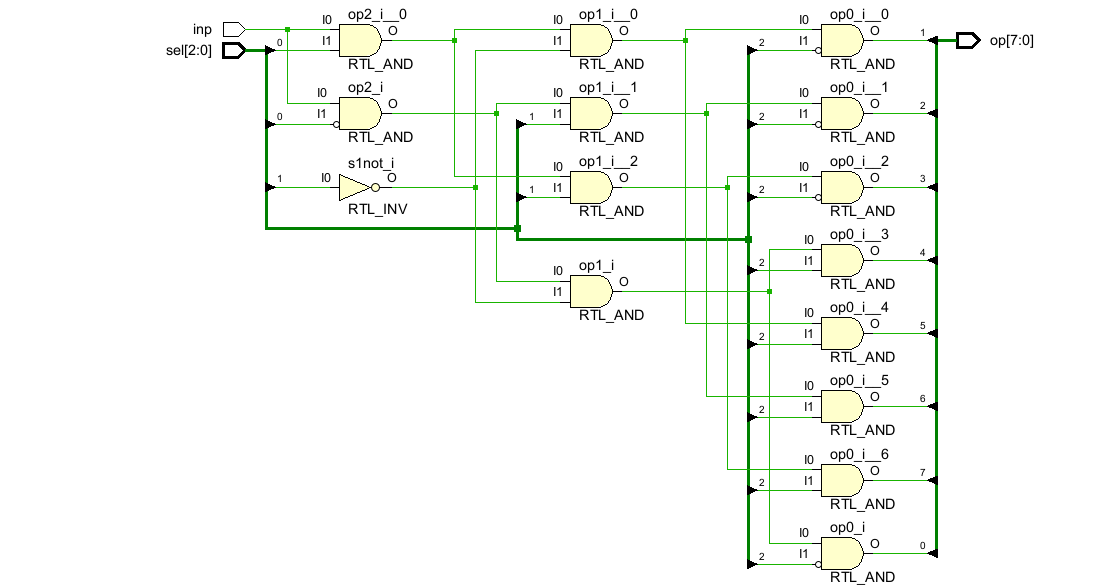 inp
sel[2:0]
op[7:0]
op2_i__0
I0
I1
O
0
RTL_AND
op2_i
I0
I1
O
0
RTL_AND
s1not_i
1
I0
O
RTL_INV
op1_i__0
I0
I1
O
RTL_AND
op1_i__1
I0
I1
O
1
RTL_AND
op1_i__2
I0
I1
O
1
RTL_AND
op1_i
I0
I1
O
RTL_AND
op0_i__0
I0
I1
O
2
1
RTL_AND
op0_i__1
I0
I1
O
2
2
RTL_AND
op0_i__2
I0
I1
O
2
3
RTL_AND
op0_i__3
I0
I1
O
2
4
RTL_AND
op0_i__4
I0
I1
O
2
5
RTL_AND
op0_i__5
I0
I1
O
2
6
RTL_AND
op0_i__6
I0
I1
O
2
7
RTL_AND
op0_i
I0
I1
O
2
0
RTL_AND